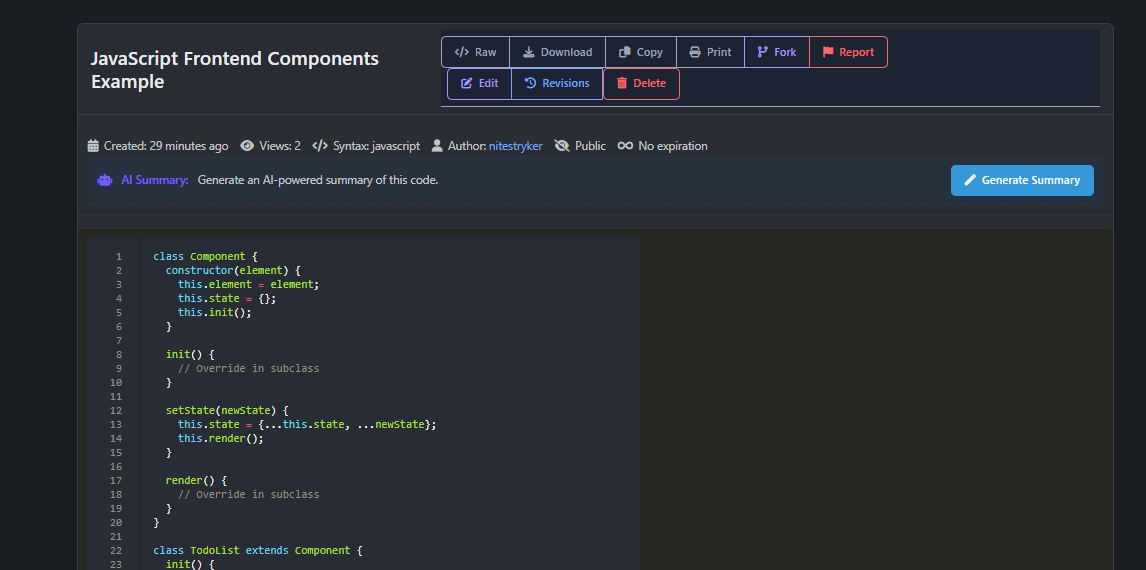 JavaScript Frontend Components
Example
</> Raw Download Copy Print Fork Report
Edit Revisions Delete
Created: 29 minutes ago Views: 2 </> Syntax: javascript Author: nitestryker Public No expiration
AI Summary: Generate an AI-powered summary of this code. Generate Summary
1 class Component {
2 constructor(element) {
3 this.element = element;
4 this.state = {};
5 this.init();
6 }
7
8 init() {
9 // Override in subclass
10 }
11
12 setState(newState) {
13 this.state = {...this.state, ...newState};
14 this.render();
15 }
16
17 render() {
18 // Override in subclass
19 }
20 }
21
22 class TodoList extends Component {
23 init() {